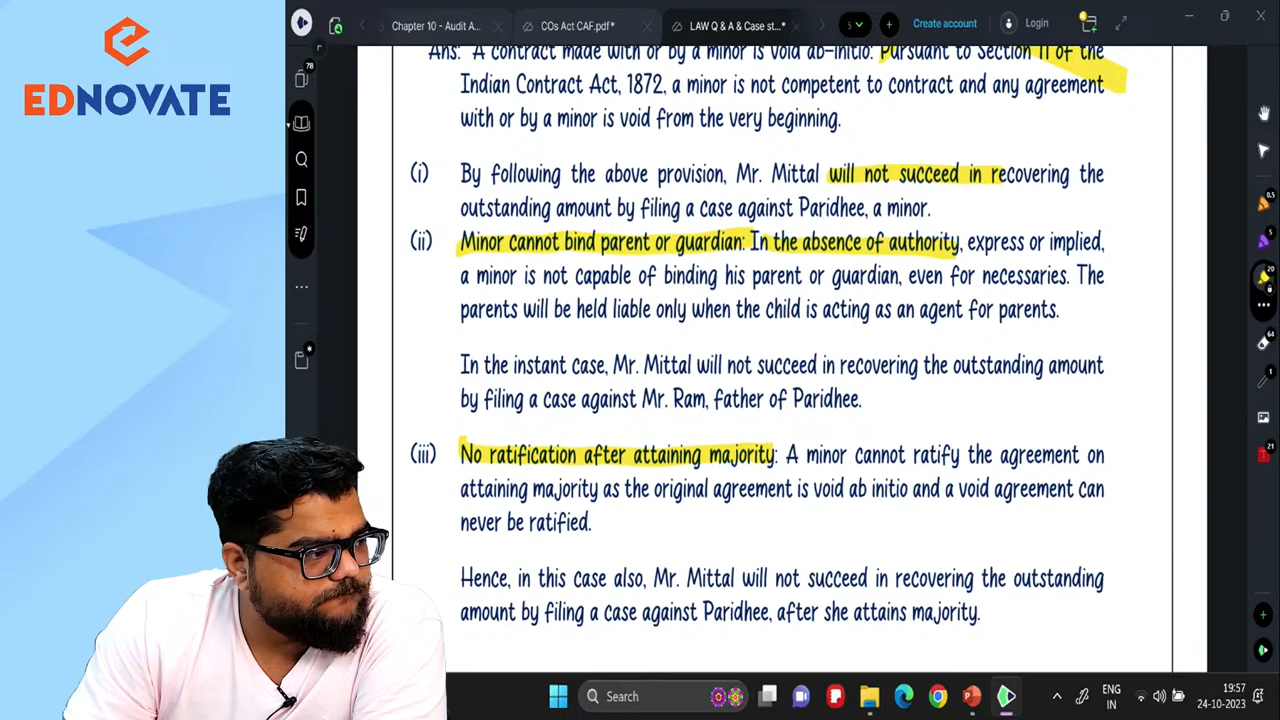 EDNOVATE
Chapter 10 - Audit A...
COs Act CAF.pdf*
LAW Q & A & Case st...*
5
Create account
Login
78
Ans: A contract made with or by a minor is void ab-initio. Pursuant to Section 11 of the
Indian Contract Act, 1872, a minor is not competent to contract and any agreement
with or by a minor is void from the very beginning.
(i) By following the above provision, Mr. Mittal will not succeed in recovering the
outstanding amount by filing a case against Paridhee, a minor.
(ii) Minor cannot bind parent or guardian: In the absence of authority, express or implied,
a minor is not capable of binding his parent or guardian, even for necessaries. The
parents will be held liable only when the child is acting as an agent for parents.
In the instant case, Mr. Mittal will not succeed in recovering the outstanding amount
by filing a case against Mr. Ram, father of Paridhee.
(iii) No ratification after attaining majority: A minor cannot ratify the agreement on
attaining majority as the original agreement is void ab initio and a void agreement can
never be ratified.
Hence, in this case also, Mr. Mittal will not succeed in recovering the outstanding
amount by filing a case against Paridhee, after she attains majority.
0.5
5
20
64
1
21
Search
ENG
IN
19:57
24-10-2023